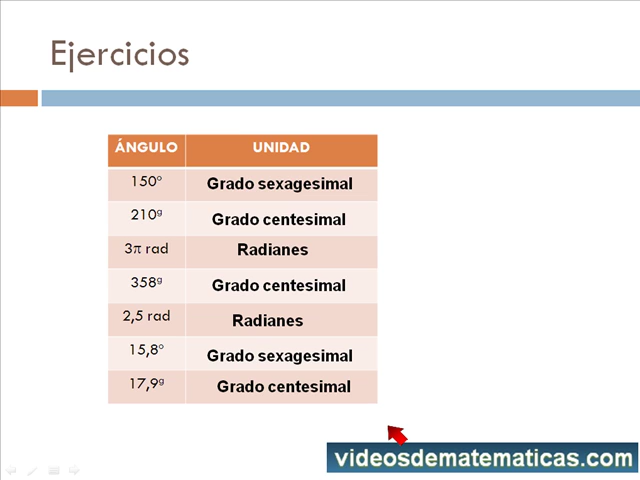 Ejercicios
ÁNGULO UNIDAD
150º Grado sexagesimal
210ᵍ Grado centesimal
3π rad Radianes
358ᵍ Grado centesimal
2,5 rad Radianes
15,8º Grado sexagesimal
17,9ᵍ Grado centesimal
videosdematematicas.com